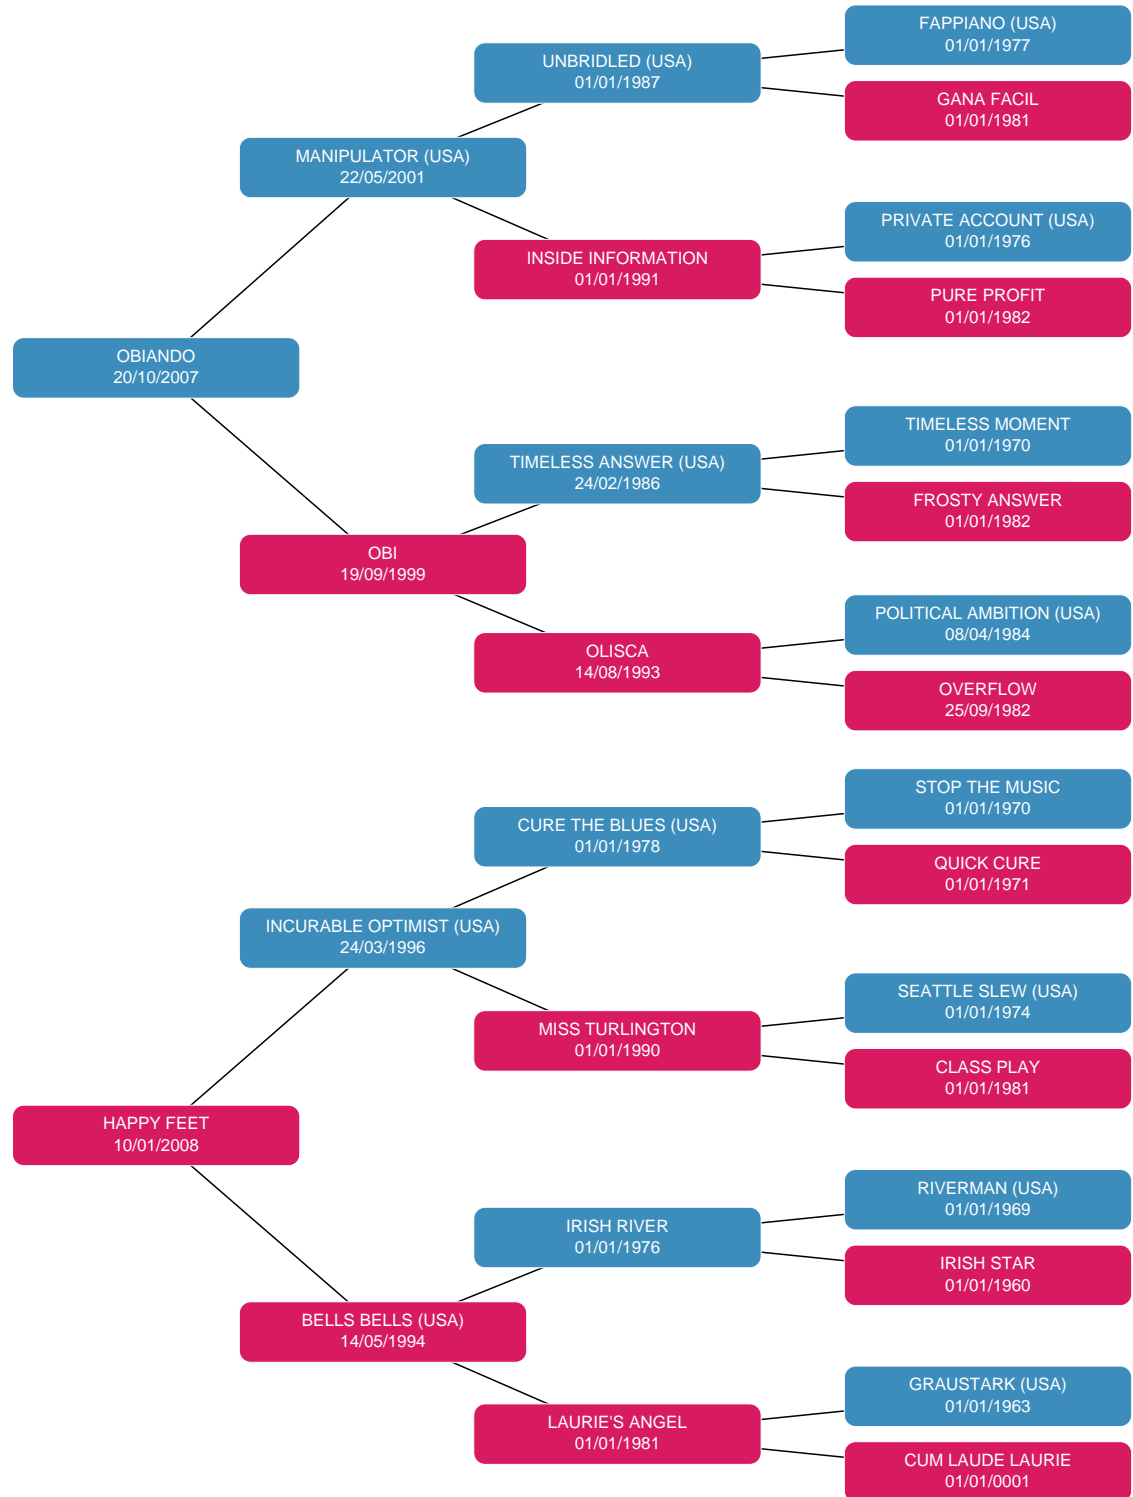 FAPPIANO (USA)
01/01/1977
UNBRIDLED (USA)
01/01/1987
GANA FACIL
01/01/1981
MANIPULATOR (USA)
22/05/2001
PRIVATE ACCOUNT (USA)
01/01/1976
INSIDE INFORMATION
01/01/1991
PURE PROFIT
01/01/1982
OBIANDO
20/10/2007
TIMELESS MOMENT
01/01/1970
TIMELESS ANSWER (USA)
24/02/1986
FROSTY ANSWER
01/01/1982
OBI
19/09/1999
POLITICAL AMBITION (USA)
08/04/1984
OLISCA
14/08/1993
OVERFLOW
25/09/1982
STOP THE MUSIC
01/01/1970
CURE THE BLUES (USA)
01/01/1978
QUICK CURE
01/01/1971
INCURABLE OPTIMIST (USA)
24/03/1996
SEATTLE SLEW (USA)
01/01/1974
MISS TURLINGTON
01/01/1990
CLASS PLAY
01/01/1981
HAPPY FEET
10/01/2008
RIVERMAN (USA)
01/01/1969
IRISH RIVER
01/01/1976
IRISH STAR
01/01/1960
BELLS BELLS (USA)
14/05/1994
GRAUSTARK (USA)
01/01/1963
LAURIE'S ANGEL
01/01/1981
CUM LAUDE LAURIE
01/01/0001